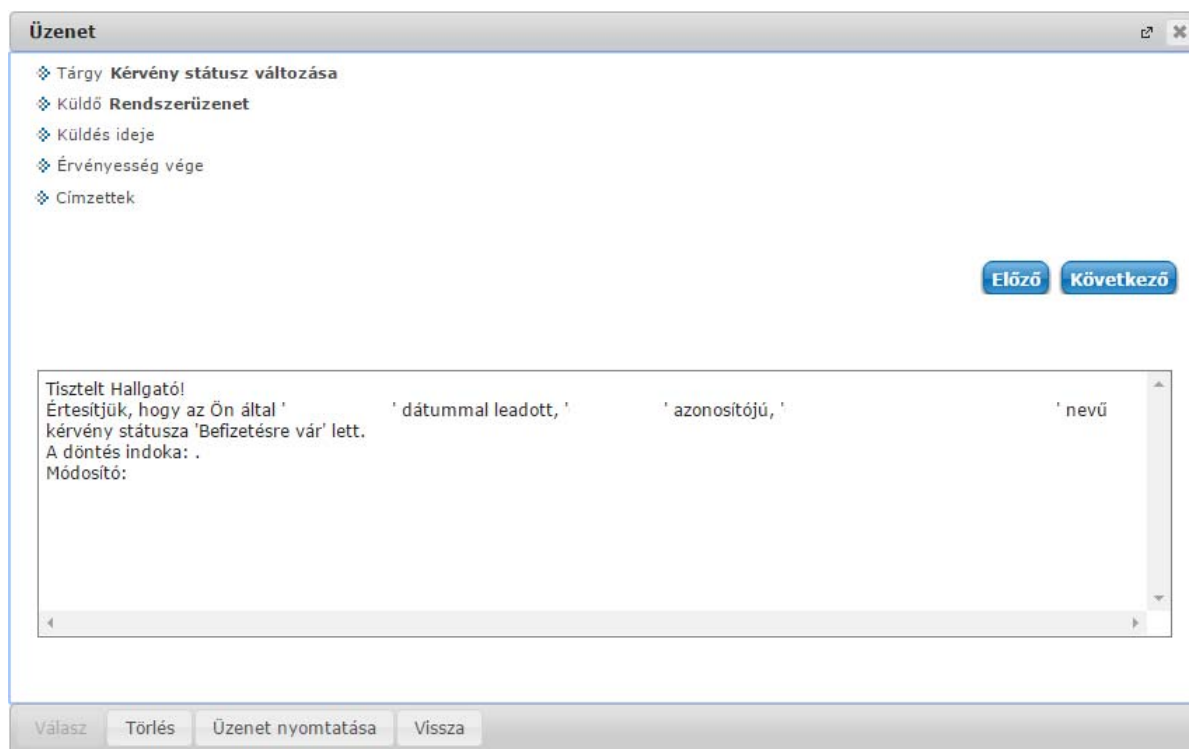 Üzenet
Tárgy Kérvény státusz változása
Küldő Rendszerüzenet
Küldés ideje
Érvényesség vége
Címzettek
Előző Következő
Tisztelt Hallgató!
Értesítjük, hogy az Ön által ' ' dátummal leadott, ' ' azonosítójú, ' ' nevű
kérvény státusza 'Befizetésre vár' lett.
A döntés indoka: .
Módosító:
Válasz Törlés Üzenet nyomtatása Vissza